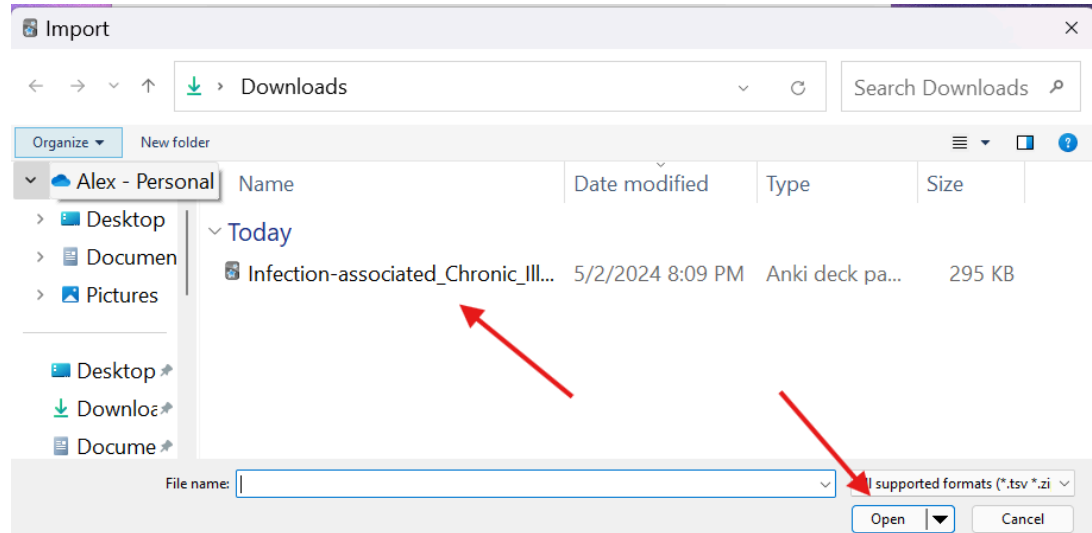 Import
Downloads
Search Downloads
Organize
New folder
Alex - Personal
Name
Date modified
Type
Size
Desktop
Today
Documen
Infection-associated_Chronic_Ill...
5/2/2024 8:09 PM
Anki deck pa...
295 KB
Pictures
Desktop
Downloa
Docume
File name:
ll supported formats (*.tsv *.zi
Open
Cancel